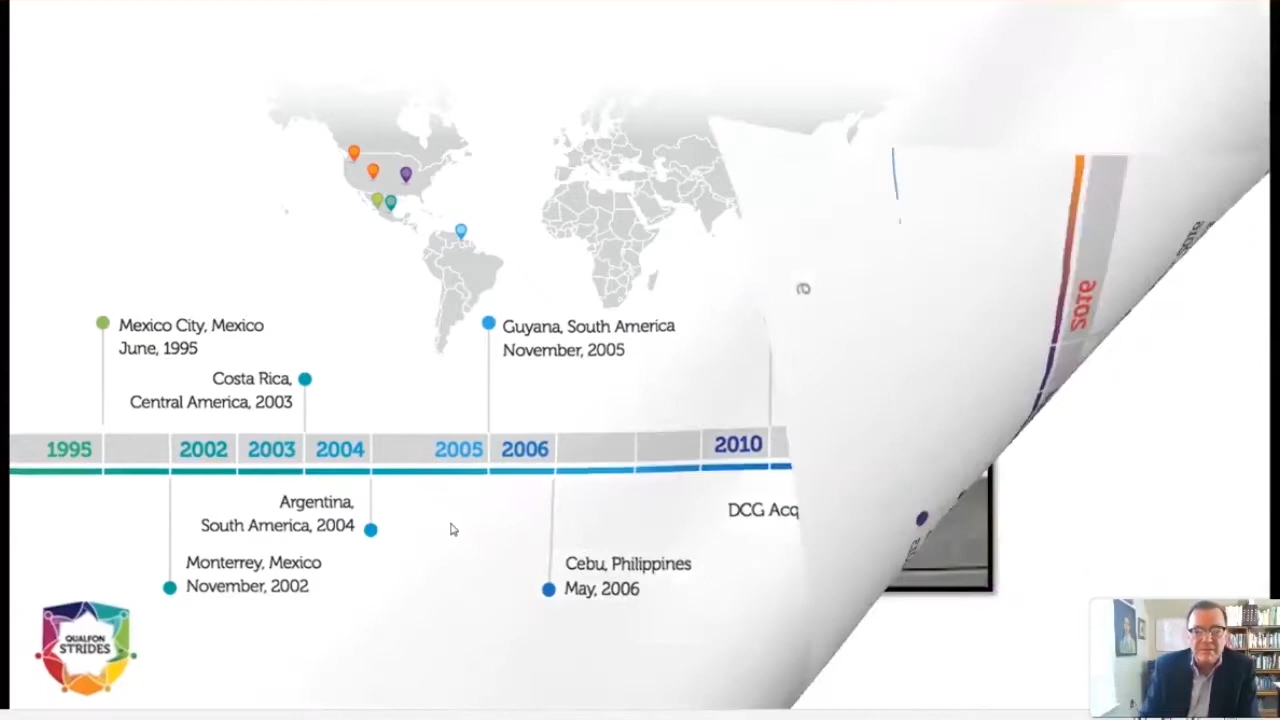 Mexico City, Mexico
June, 1995
Guyana, South America
November, 2005
Costa Rica,
Central America, 2003
1995
2002
2003
2004
2005
2006
2010
Argentina,
South America, 2004
DCG Acq
Monterrey, Mexico
November, 2002
Cebu, Philippines
May, 2006
QUALFON
STRIDES